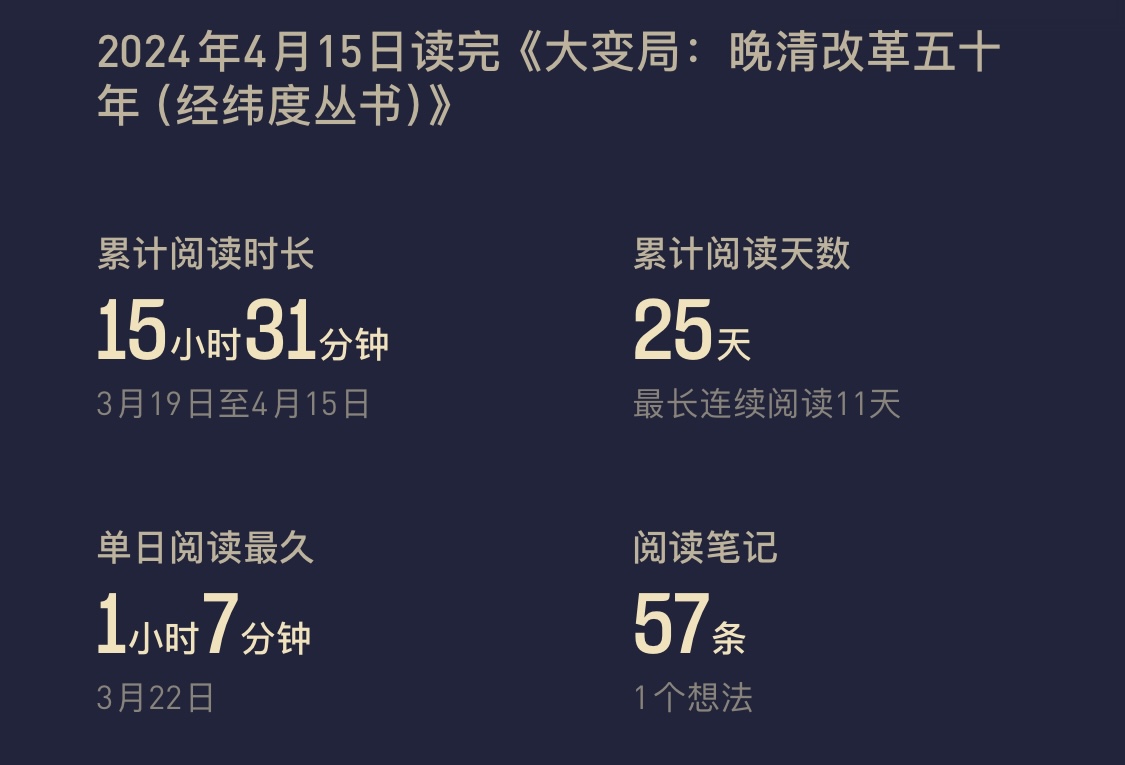 2024年4月15日读完《大变局：晚清改革五十
年（经纬度丛书）》
累计阅读时长
15小时31分钟
3月19日至4月15日
累计阅读天数
25天
最长连续阅读11天
单日阅读最久
1小时7分钟
3月22日
阅读笔记
57条
1个想法